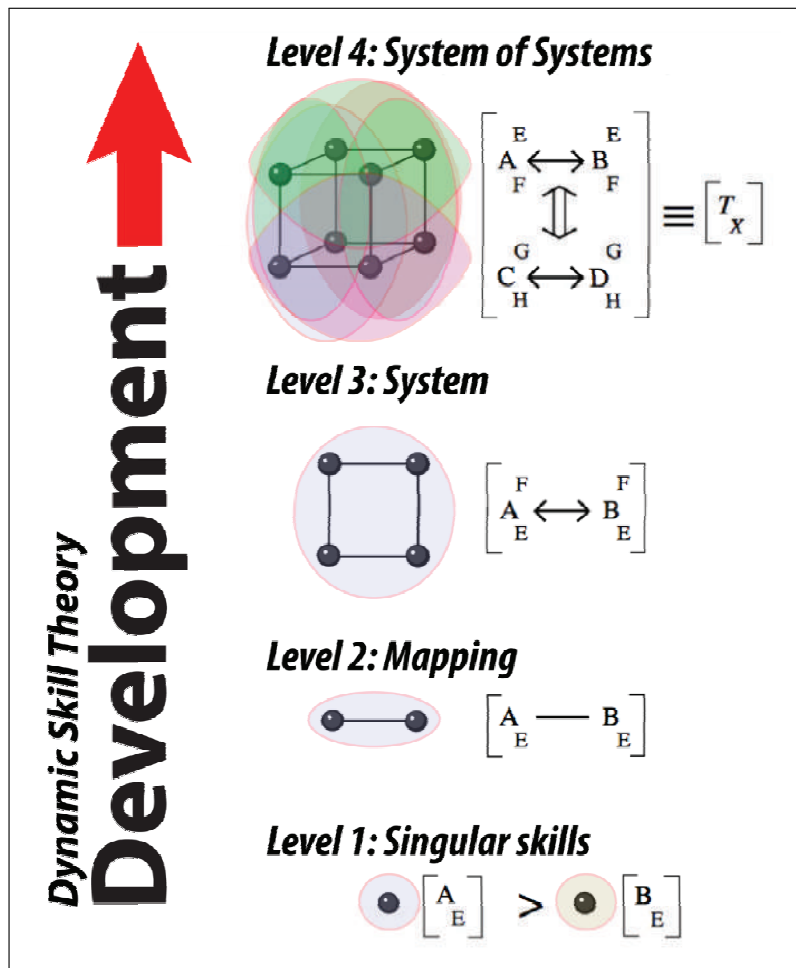 Dynamic Skill Theory
Development
Level 4: System of Systems
E E
A ⟷ B
F F
⇕
G G
C ⟷ D
H H
≡ [T X]
Level 3: System
F F
A ⟷ B
E E
Level 2: Mapping
A — B
E E
Level 1: Singular skills
[A E] > [B E]